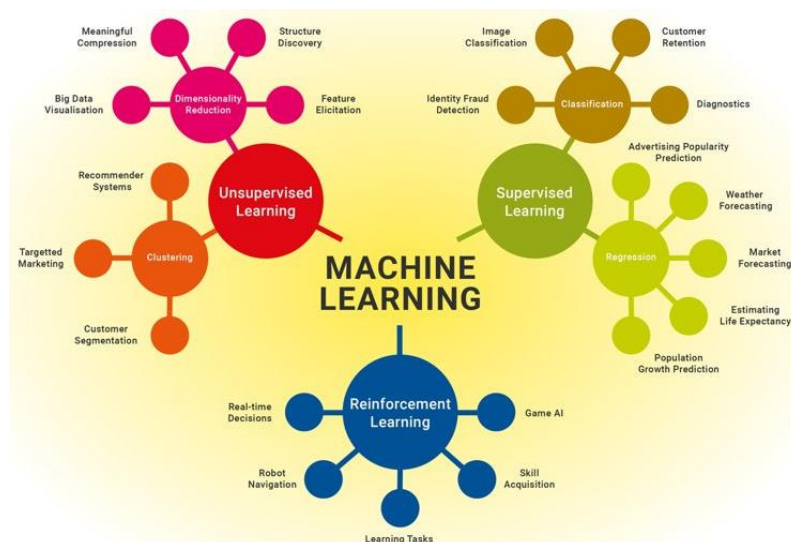 Meaningful
Compression
Structure
Discovery
Big Data
Visualisation
Dimensionality
Reduction
Feature
Elicitation
Unsupervised
Learning
Recommender
Systems
Targetted
Marketing
Clustering
Customer
Segmentation
Image
Classification
Customer
Retention
Identity Fraud
Detection
Classification
Diagnostics
Supervised
Learning
Advertising Popularity
Prediction
Weather
Forecasting
Regression
Market
Forecasting
Estimating
Life Expectancy
Population
Growth Prediction
MACHINE
LEARNING
Reinforcement
Learning
Real-time
Decisions
Game AI
Robot
Navigation
Skill
Acquisition
Learning Tasks